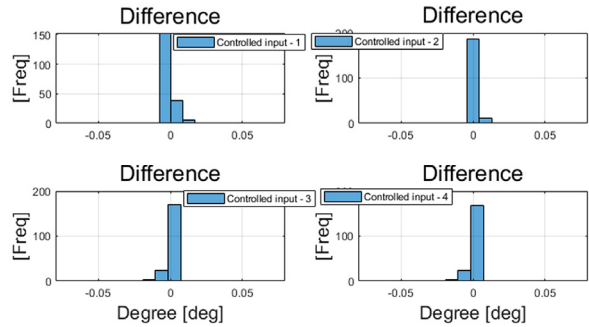 Difference
Difference
150
100
50
0
[Freq]
-0.05
0
0.05
Controlled input - 1
100
0
[Freq]
-0.05
0
0.05
Controlled input - 2
Difference
Difference
200
100
0
[Freq]
-0.05
0
0.05
Controlled input - 3
Degree [deg]
100
0
[Freq]
-0.05
0
0.05
Controlled input - 4
Degree [deg]